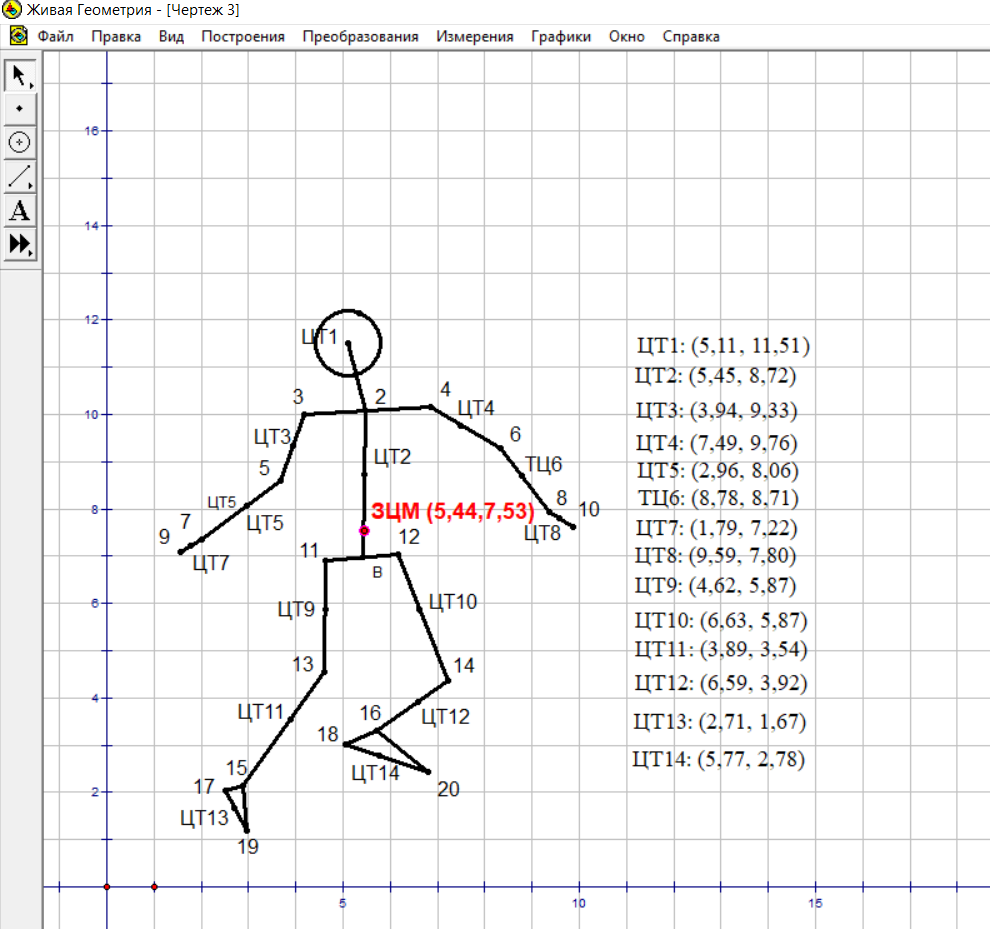 Живая Геометрия - [Чертеж 3]
Файл Правка Вид Построения Преобразования Измерения Графики Окно Справка
A
16
14
12
10
8
6
4
2
5
10
15
ЦТ1
3
2
4
ЦТ4
ЦТ3
6
5
ЦТ2
ТЦ6
ЦТ5
ЦТ5
8
10
ЗЦМ (5,44,7,53)
7
9
ЦТ7
ЦТ8
11
12
B
ЦТ9
ЦТ10
13
14
ЦТ11
16
ЦТ12
18
15
17
ЦТ14
20
ЦТ13
19
ЦТ1: (5,11, 11,51)
ЦТ2: (5,45, 8,72)
ЦТ3: (3,94, 9,33)
ЦТ4: (7,49, 9,76)
ЦТ5: (2,96, 8,06)
ТЦ6: (8,78, 8,71)
ЦТ7: (1,79, 7,22)
ЦТ8: (9,59, 7,80)
ЦТ9: (4,62, 5,87)
ЦТ10: (6,63, 5,87)
ЦТ11: (3,89, 3,54)
ЦТ12: (6,59, 3,92)
ЦТ13: (2,71, 1,67)
ЦТ14: (5,77, 2,78)